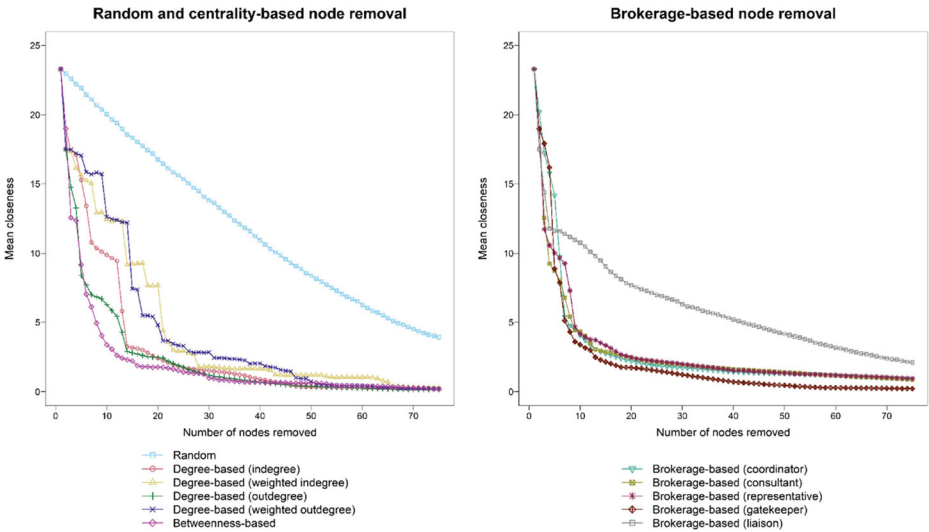 Random and centrality-based node removal
25
20
15
10
5
0
Mean closeness
0 10 20 30 40 50 60 70
Number of nodes removed
Random
Degree-based (indegree)
Degree-based (weighted indegree)
Degree-based (outdegree)
Degree-based (weighted outdegree)
Betweenness-based
Brokerage-based node removal
25
20
15
10
5
0
Mean closeness
0 10 20 30 40 50 60 70
Number of nodes removed
Brokerage-based (coordinator)
Brokerage-based (consultant)
Brokerage-based (representative)
Brokerage-based (gatekeeper)
Brokerage-based (liaison)